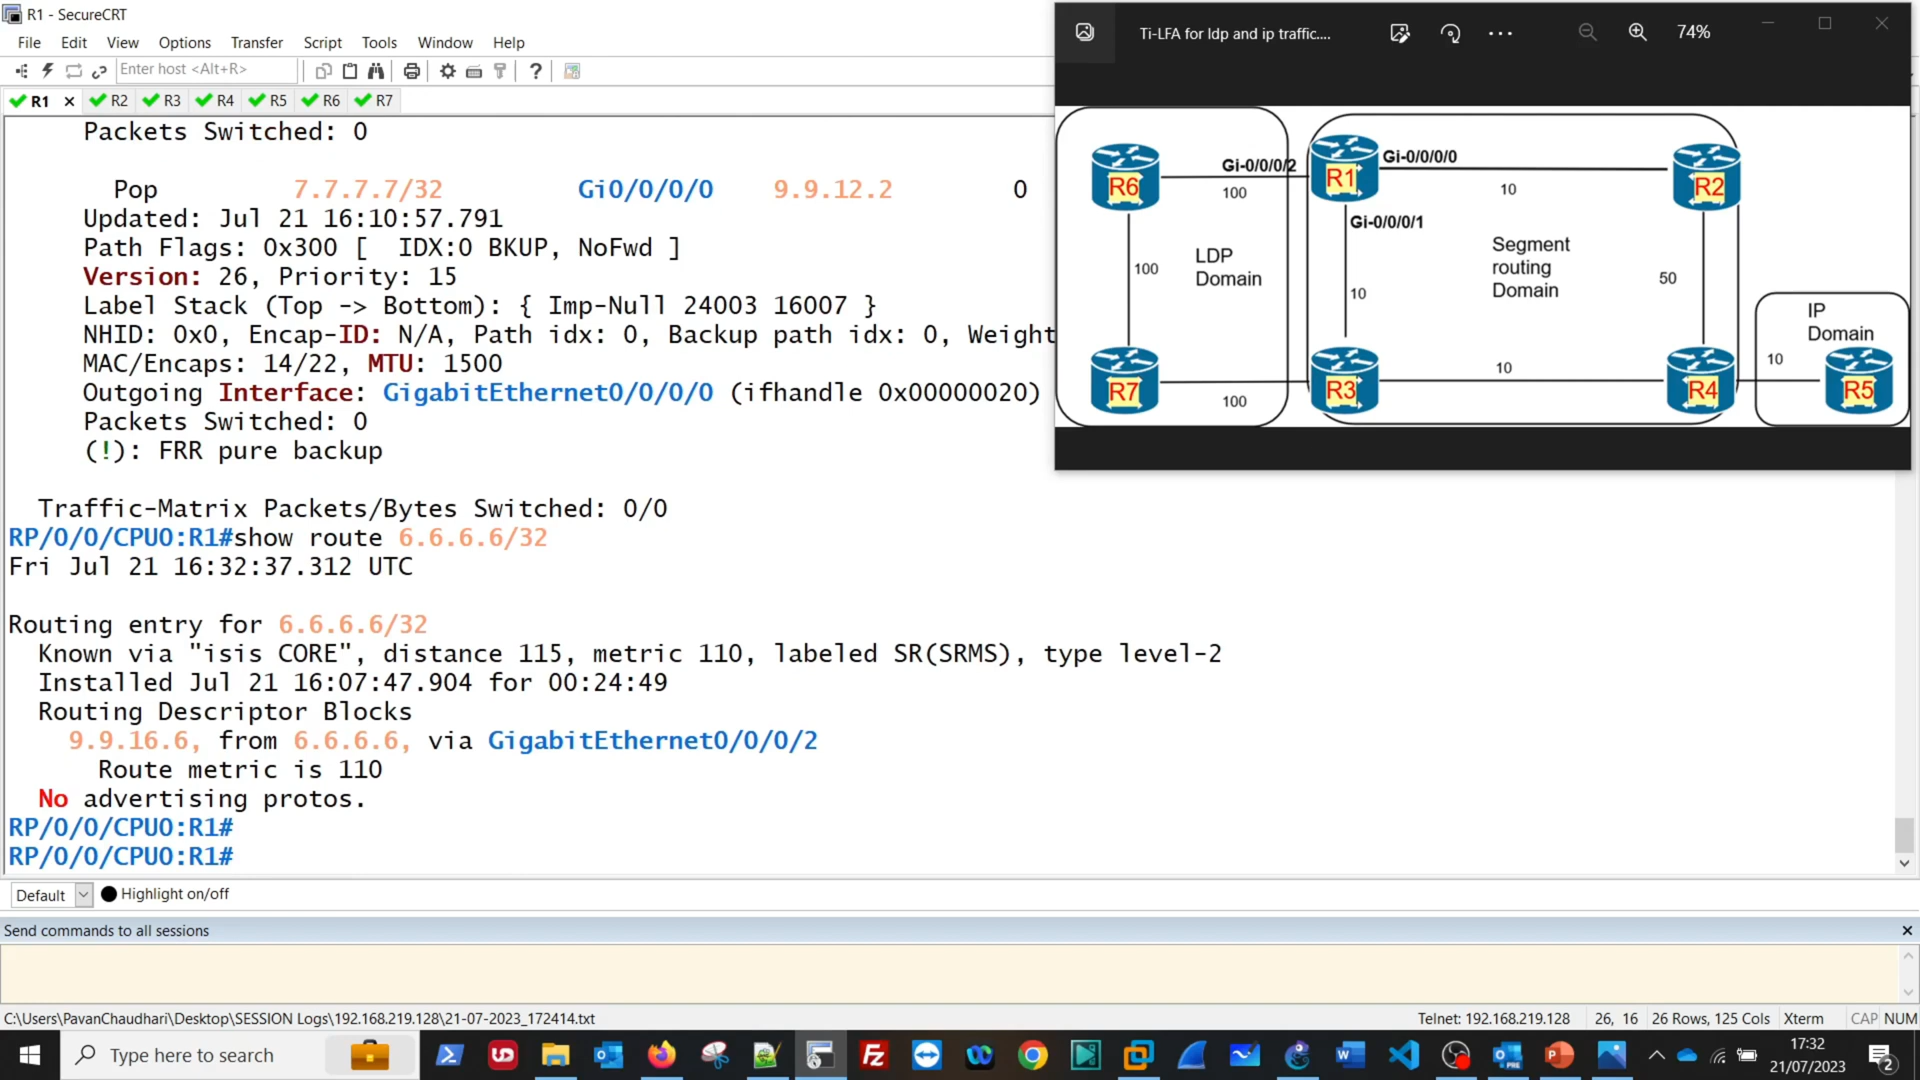 R1 - SecureCRT
File Edit View Options Transfer Script Tools Window Help
Enter host <Alt+R>
R1 R2 R3 R4 R5 R6 R7
Packets Switched: 0
Pop 7.7.7.7/32 Gi0/0/0/0 9.9.12.2 0
Updated: Jul 21 16:10:57.791
Path Flags: 0x300 [ IDX:0 BKUP, NoFwd ]
Version: 26, Priority: 15
Label Stack (Top -> Bottom): { Imp-Null 24003 16007 }
NHID: 0x0, Encap-ID: N/A, Path idx: 0, Backup path idx: 0, Weight
MAC/Encaps: 14/22, MTU: 1500
Outgoing Interface: GigabitEthernet0/0/0/0 (ifhandle 0x00000020)
Packets Switched: 0
(!): FRR pure backup
Traffic-Matrix Packets/Bytes Switched: 0/0
RP/0/0/CPU0:R1#show route 6.6.6.6/32
Fri Jul 21 16:32:37.312 UTC
Routing entry for 6.6.6.6/32
Known via "isis CORE", distance 115, metric 110, labeled SR(SRMS), type level-2
Installed Jul 21 16:07:47.904 for 00:24:49
Routing Descriptor Blocks
9.9.16.6, from 6.6.6.6, via GigabitEthernet0/0/0/2
Route metric is 110
No advertising protos.
RP/0/0/CPU0:R1#
RP/0/0/CPU0:R1#
Ti-LFA for ldp and ip traffic....
74%
R6
Gi-0/0/0/2
100
R1
Gi-0/0/0/0
10
R2
Gi-0/0/0/1
100
LDP
Domain
10
Segment
routing
Domain
50
IP
Domain
R7
100
R3
10
R4
10
R5
Default
Highlight on/off
Send commands to all sessions
C:\Users\PavanChaudhari\Desktop\SESSION Logs\192.168.219.128\21-07-2023_172414.txt
Telnet: 192.168.219.128 26, 16 26 Rows, 125 Cols Xterm CAP NUM
Type here to search
17:32
21/07/2023
2